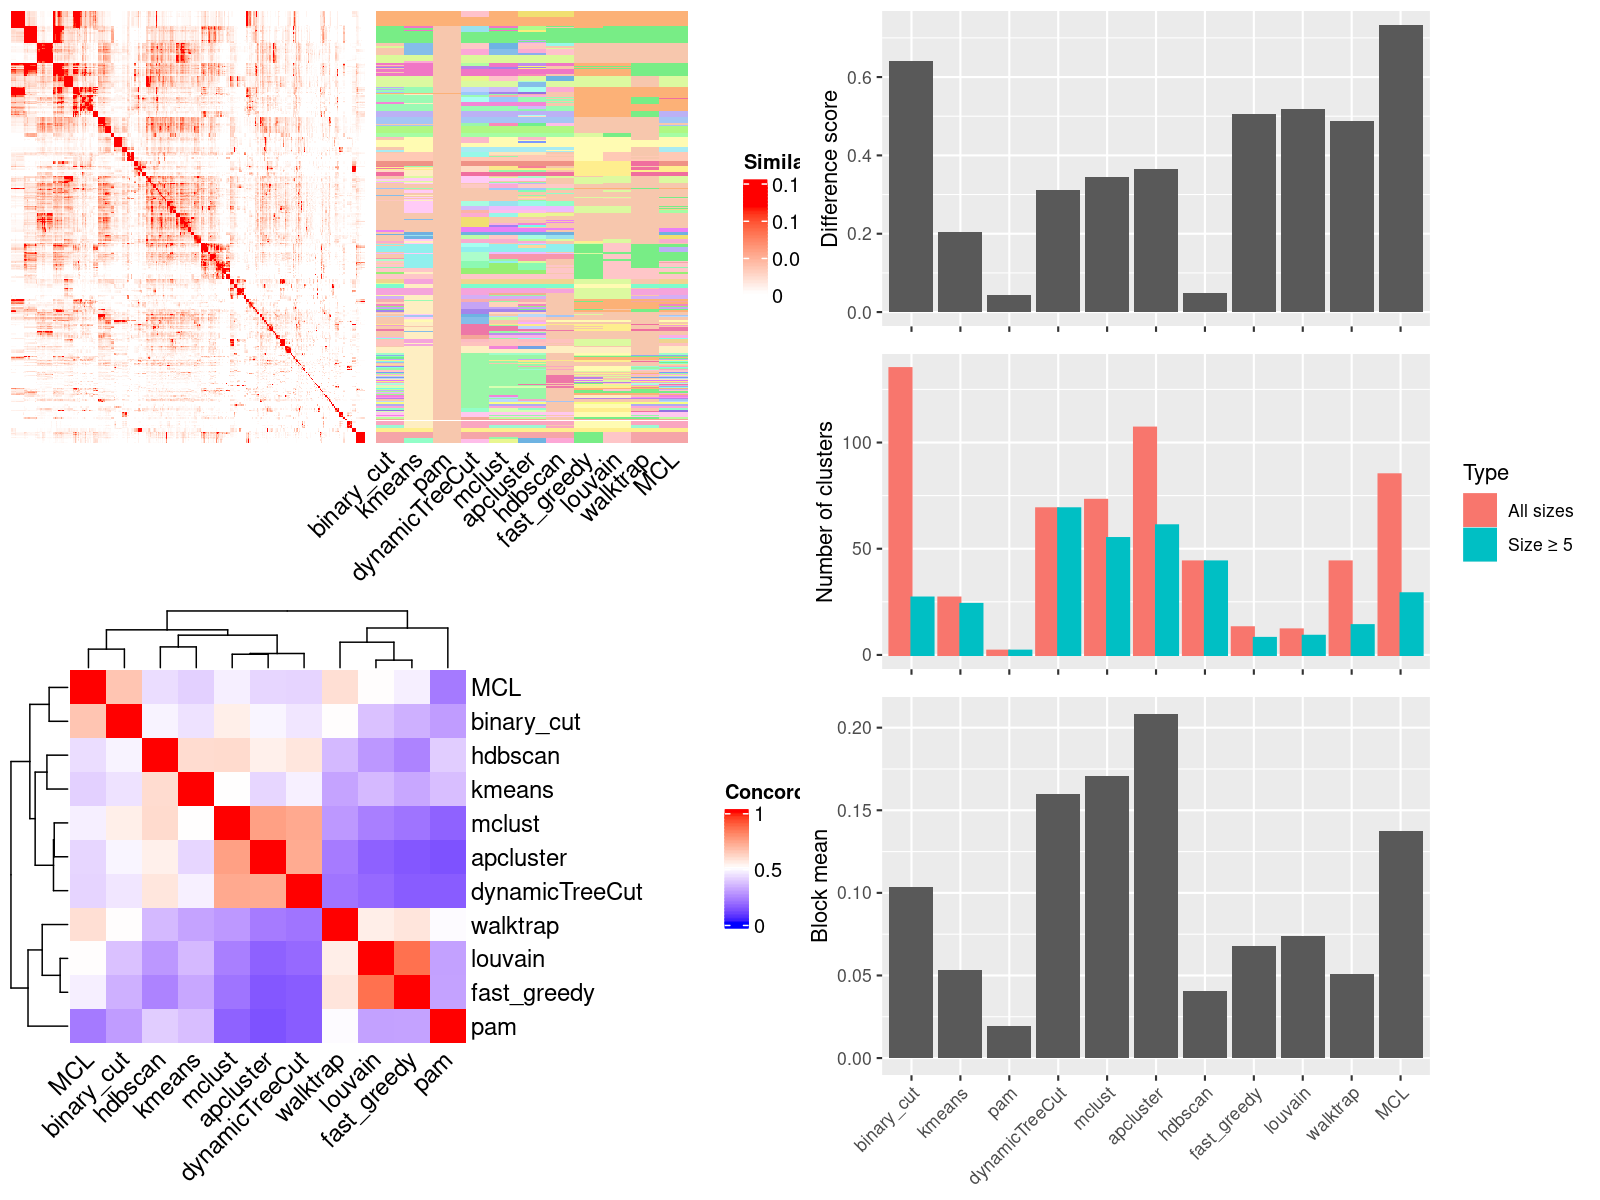 Simila
0.1
0.1
0.0
0
binary_cut
kmeans
pam
dynamicTreeCut
mclust
apcluster
hdbscan
fast_greedy
louvain
walktrap
MCL
MCL
binary_cut
hdbscan
kmeans
mclust
apcluster
dynamicTreeCut
walktrap
louvain
fast_greedy
pam
MCL
binary_cut
hdbscan
kmeans
mclust
apcluster
dynamicTreeCut
walktrap
louvain
fast_greedy
pam
Concord
1
0.5
0
Difference score
0.6
0.4
0.2
0.0
Number of clusters
100
50
0
Type
All sizes
Size ≥ 5
Block mean
0.20
0.15
0.10
0.05
0.00
binary_cut
kmeans
pam
dynamicTreeCut
mclust
apcluster
hdbscan
fast_greedy
louvain
walktrap
MCL